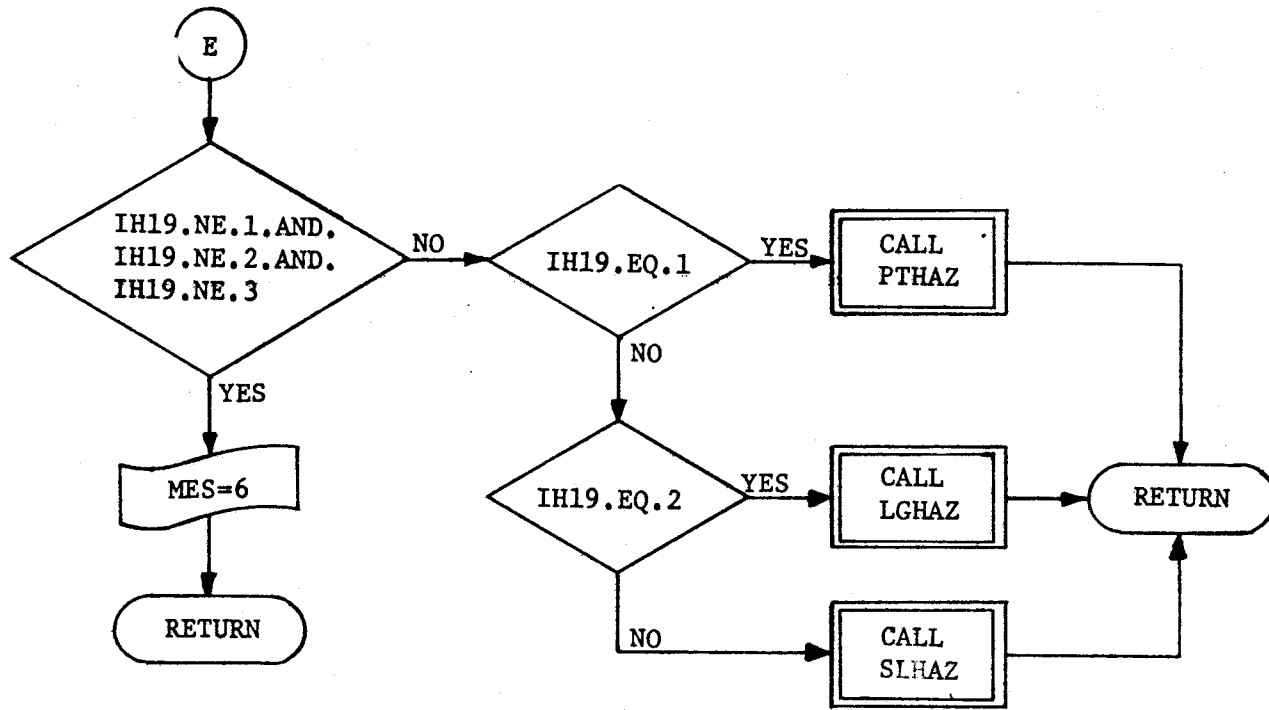 E
IH19.NE.1.AND.
IH19.NE.2.AND.
IH19.NE.3
NO
IH19.EQ.1
YES
CALL
PTHAZ
NO
YES
MES=6
IH19.EQ.2
YES
CALL
LGHAZ
RETURN
RETURN
NO
CALL
SLHAZ